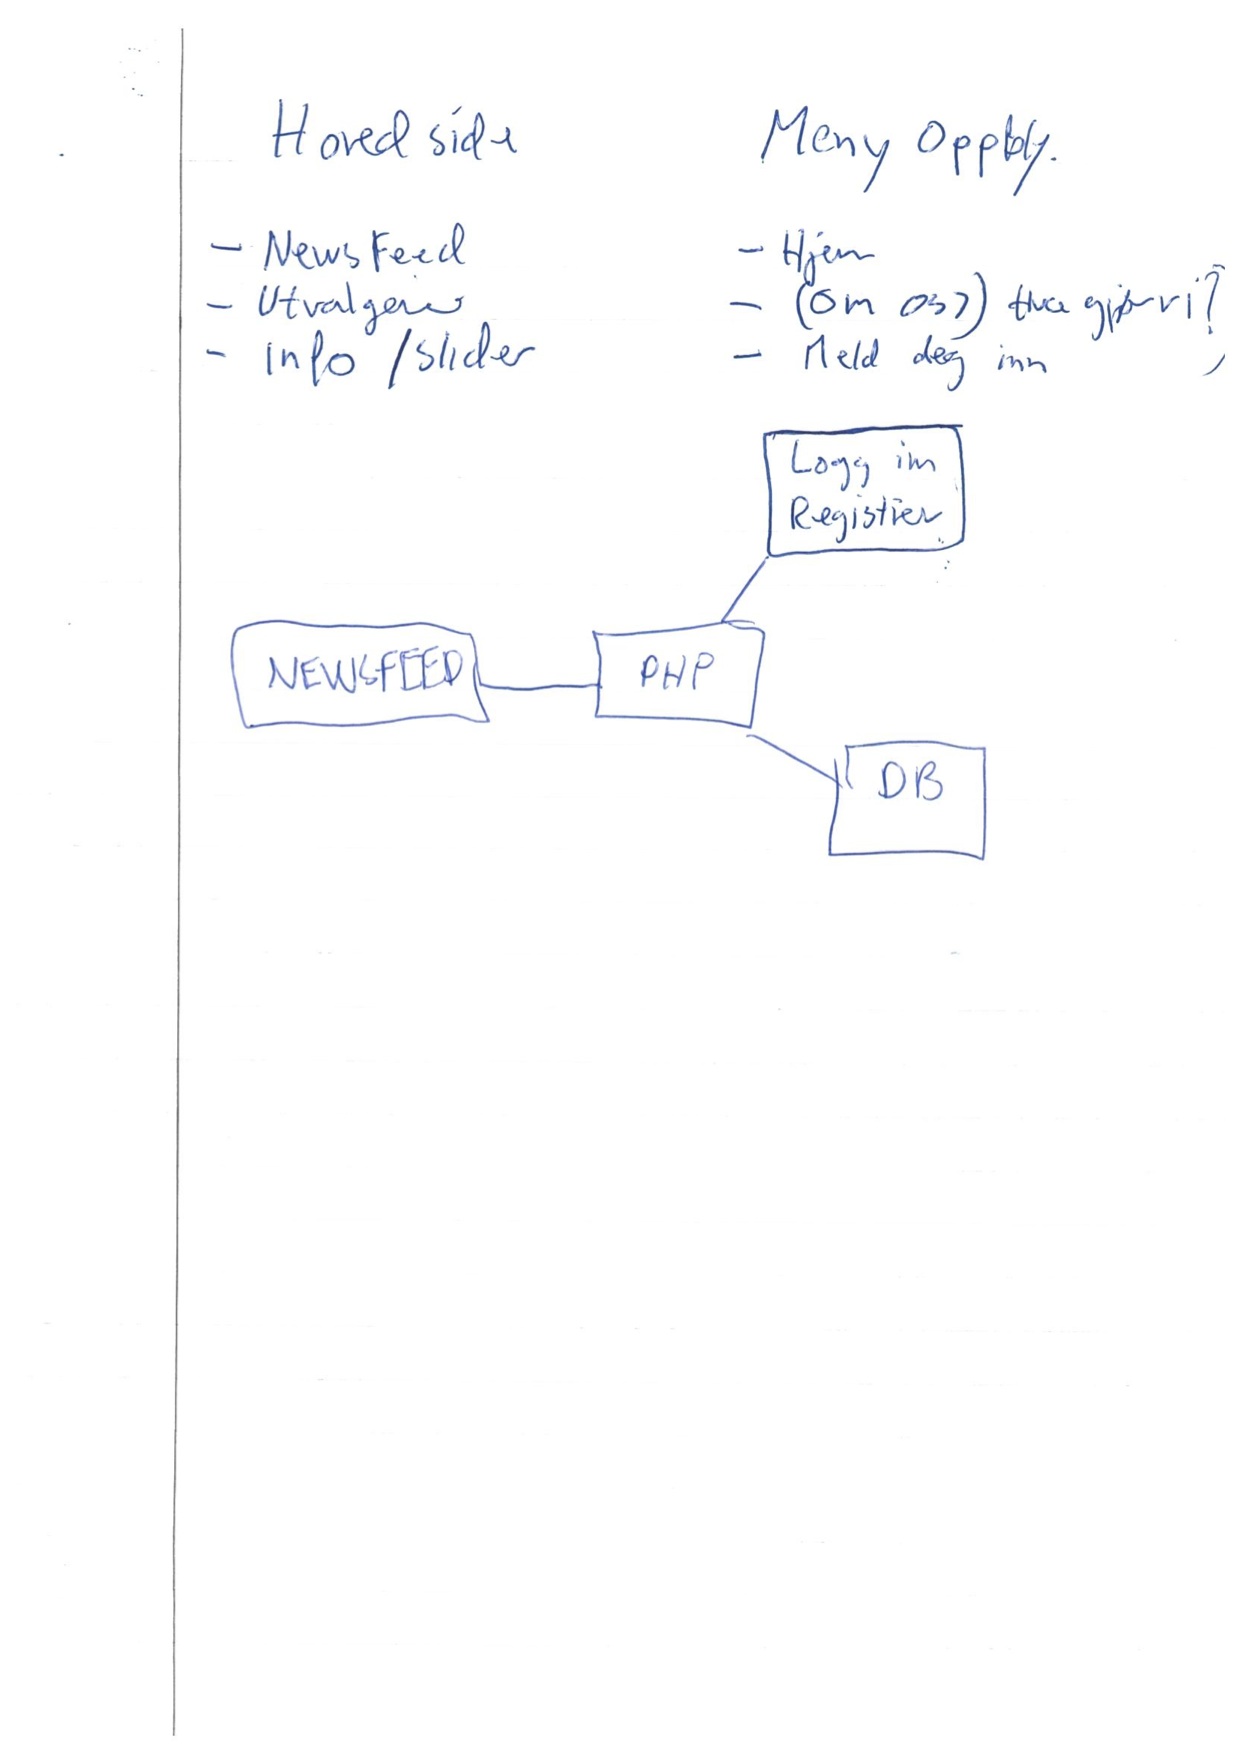 Hovedside
- NewsFeed
- Utvalgene
- Info /Slider
Meny Oppbly.
- Hjem
- (Om oss) Hva gjør vi?
- Meld deg inn
Logg inn
Registrer
NEWSFEED
PHP
DB